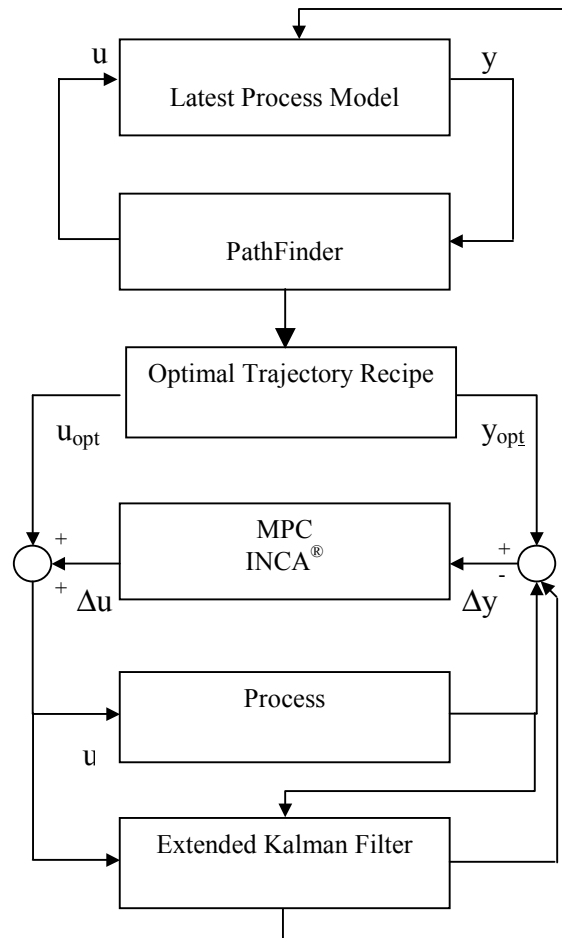 u
y
Latest Process Model
PathFinder
Optimal Trajectory Recipe
u_opt
y_opt
MPC
INCA®
+
+
+
-
Δu
Δy
Process
u
Extended Kalman Filter